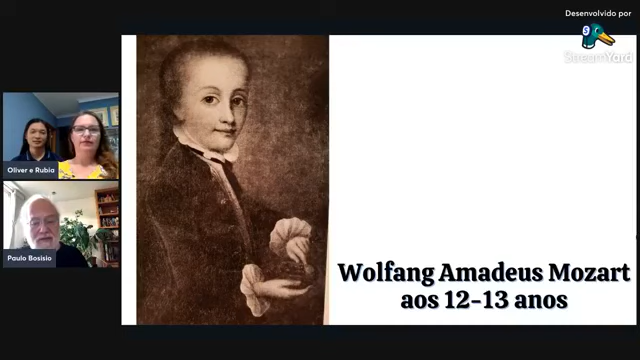 Desenvolvido por
StreamYard
Oliver e Rubia
Paulo Bosisio
Wolfang Amadeus Mozart
aos 12-13 anos